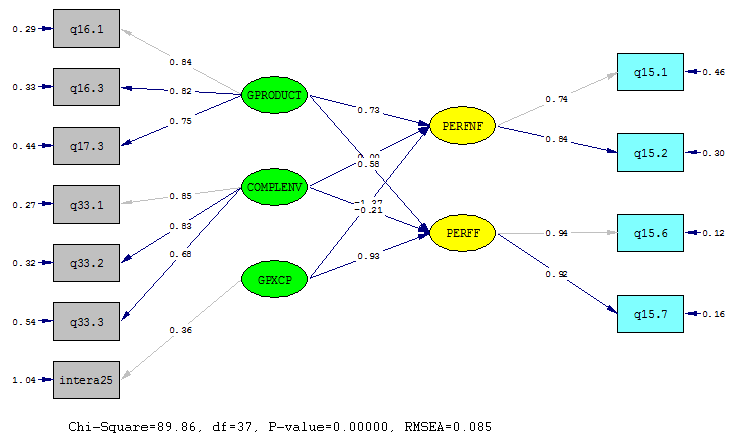 q16.1
0.29
0.84
q16.3
0.33
0.82
q17.3
0.44
0.75
q33.1
0.27
0.85
q33.2
0.32
0.83
q33.3
0.54
0.68
intera25
1.04
0.36
GPRODUCT
COMPLENV
GPXCP
0.73
0.58
-0.21
0.93
PERFNF
PERFF
0.74
0.84
0.94
0.92
q15.1
0.46
q15.2
0.30
q15.6
0.12
q15.7
0.16
Chi-Square=89.86, df=37, P-value=0.00000, RMSEA=0.085